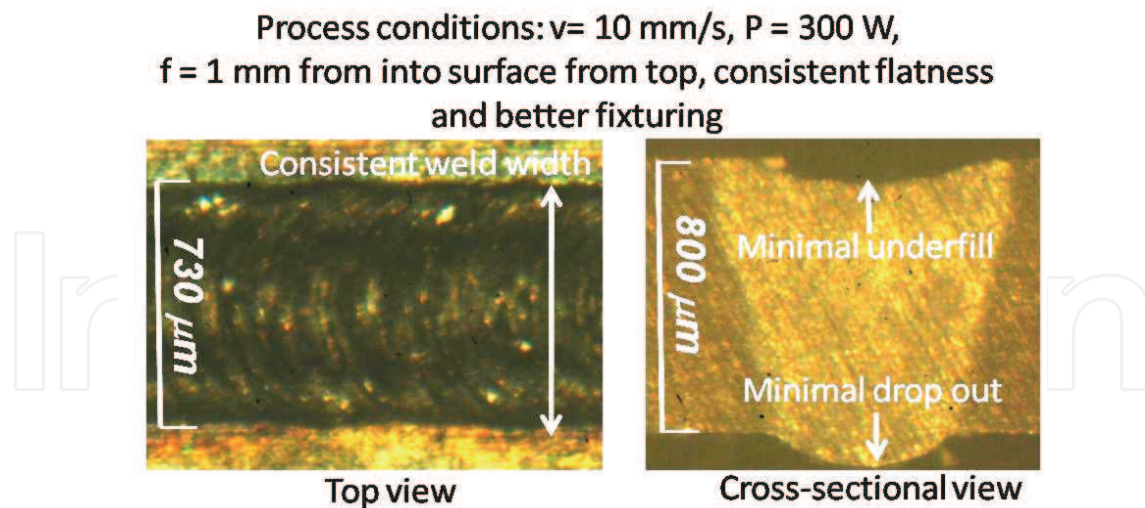 Process conditions: v= 10 mm/s, P = 300 W,
f = 1 mm from into surface from top, consistent flatness
and better fixturing
Consistent weld width
730 μm
800 μm
Minimal underfill
Minimal drop out
Top view
Cross-sectional view